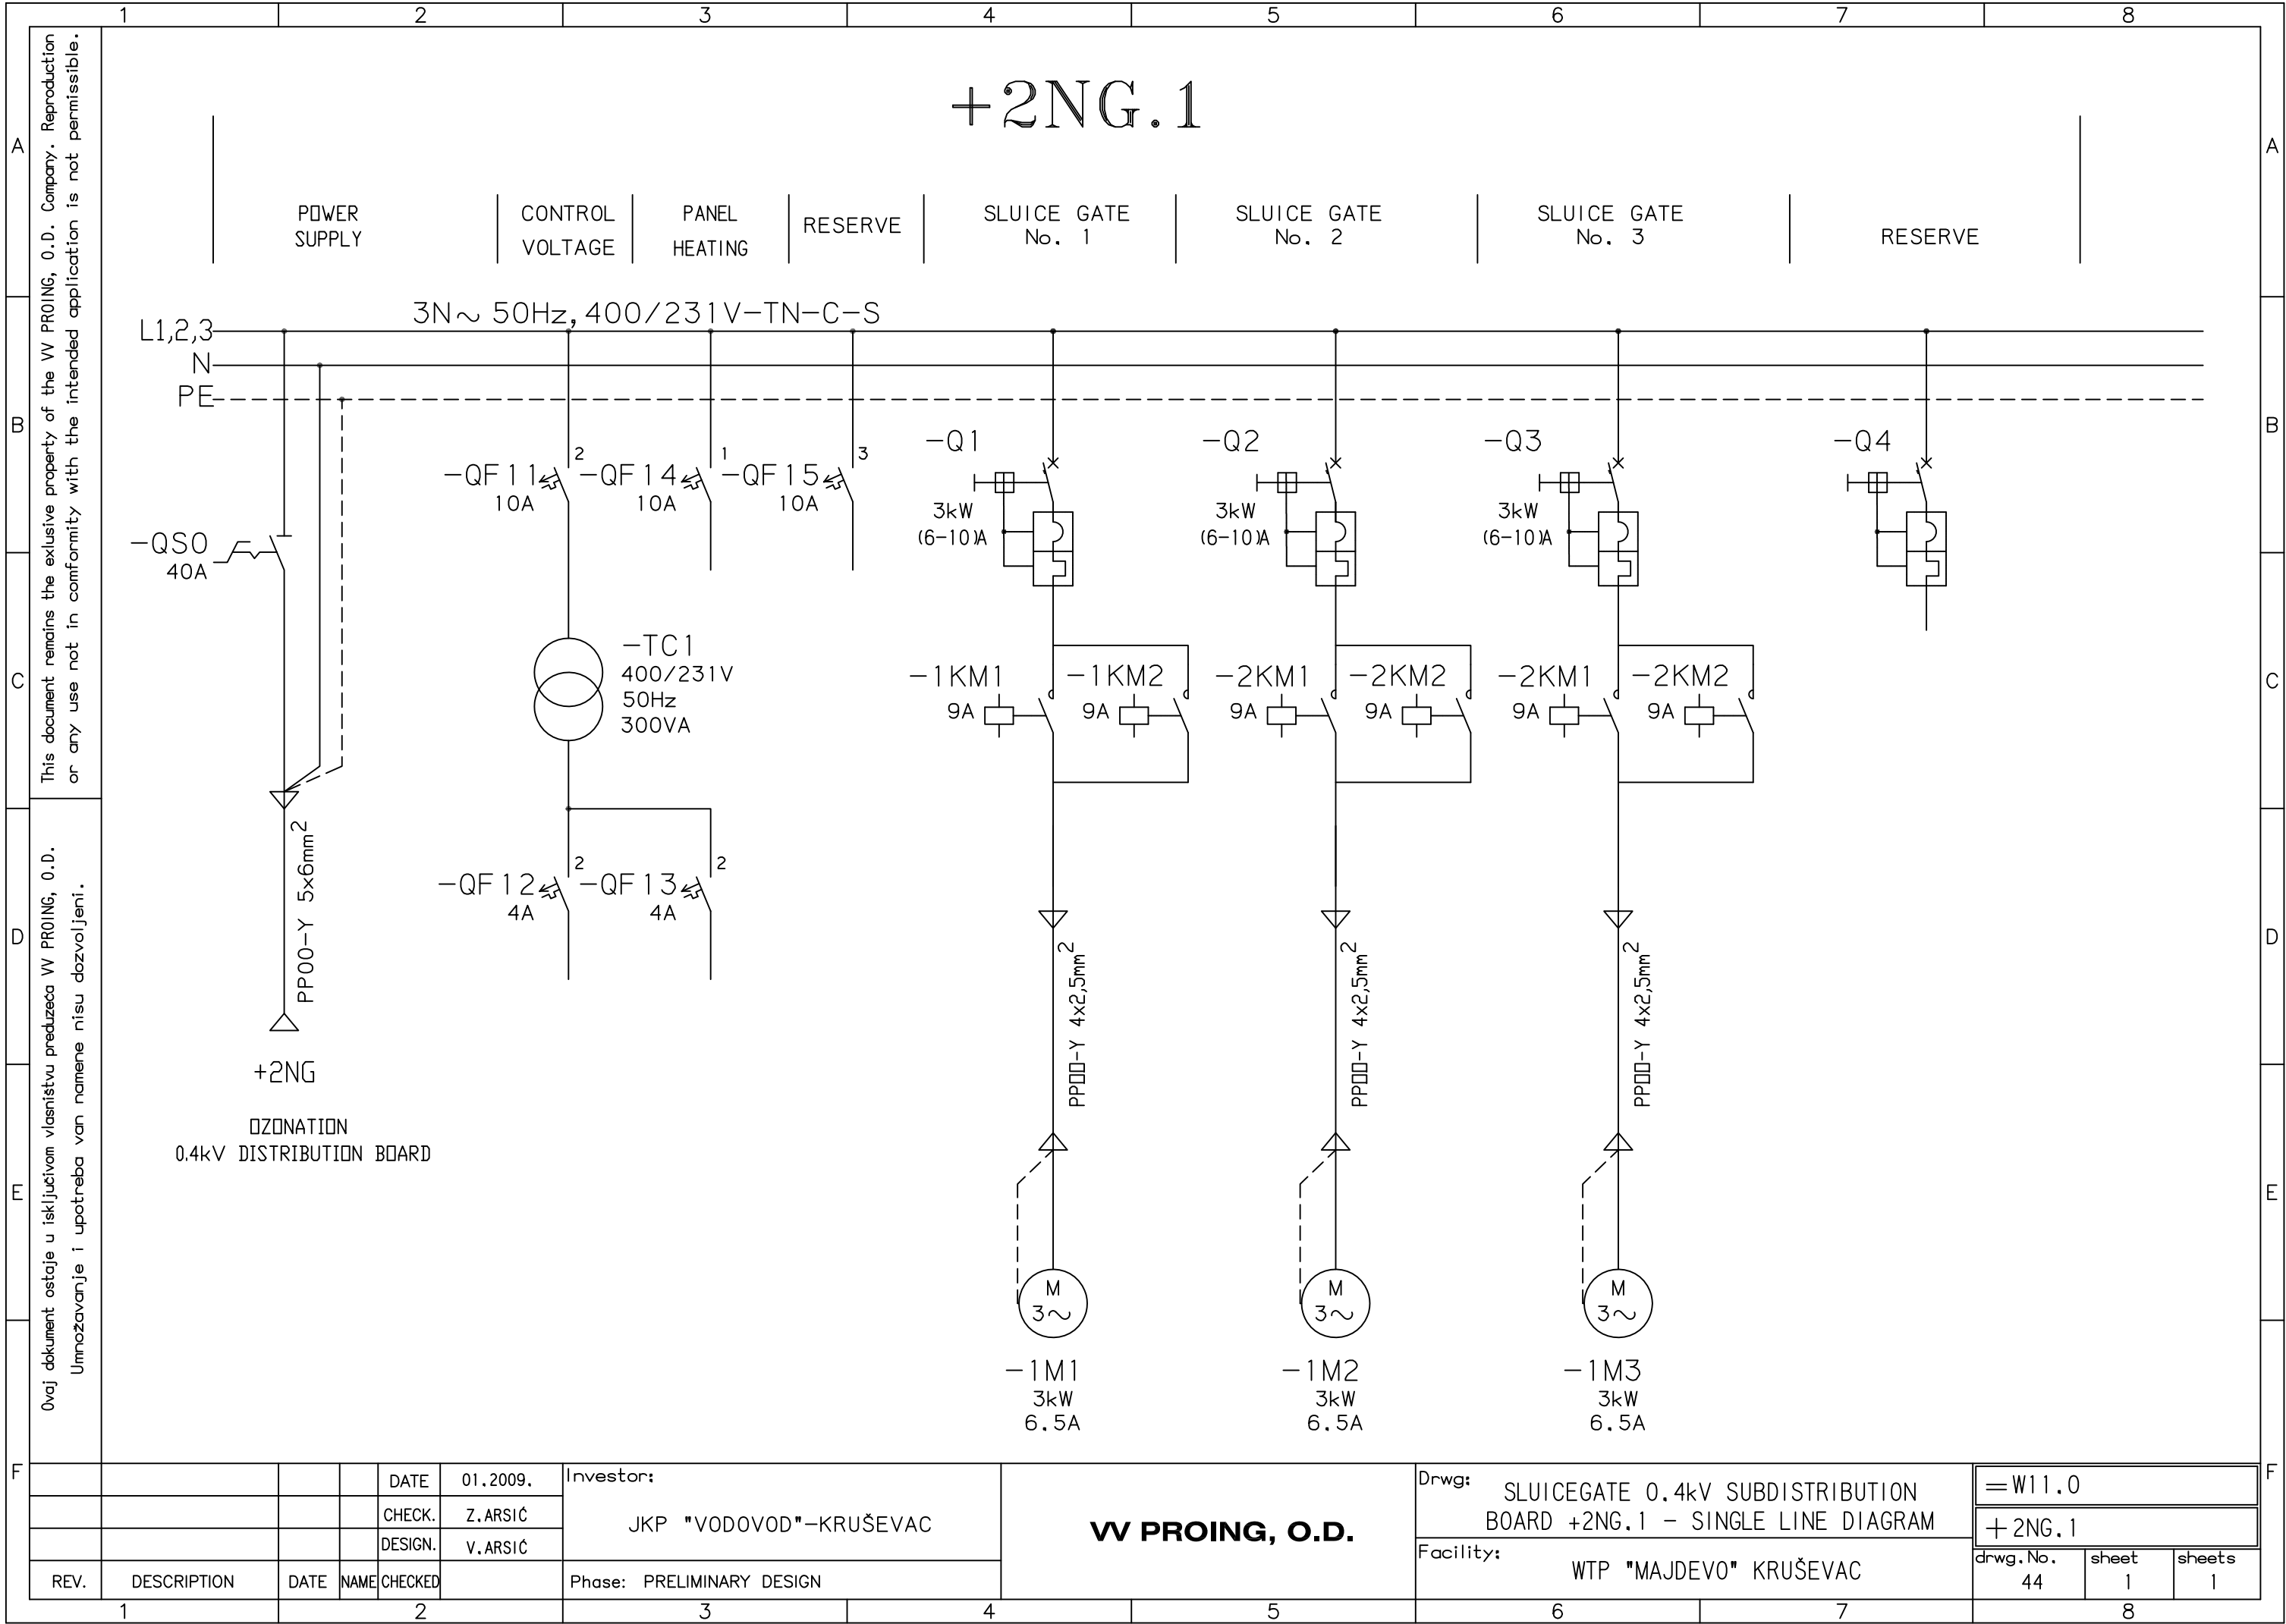 1 2 3 4 5 6 7 8
A
B
C
D
E
F
This document remains the exlusive property of the VV PROING, O.D. Company. Reproduction
or any use not in comformity with the intended application is not permissible.
Ovaj dokument ostaje u isključivom vlasništvu preduzeća VV PROING, O.D.
Umnožavanje i upotreba van namene nisu dozvoljeni.
+2NG.1
POWER
SUPPLY
CONTROL
VOLTAGE
PANEL
HEATING
RESERVE
SLUICE GATE
No. 1
SLUICE GATE
No. 2
SLUICE GATE
No. 3
RESERVE
3N~ 50Hz, 400/231V-TN-C-S
L1,2,3
N
PE
-QS0
40A
-QF11
10A
2
-QF14
10A
1
-QF15
10A
3
-Q1
3kW
(6-10)A
-Q2
3kW
(6-10)A
-Q3
3kW
(6-10)A
-Q4
-TC1
400/231V
50Hz
300VA
-1KM1
9A
-1KM2
9A
-2KM1
9A
-2KM2
9A
-2KM1
9A
-2KM2
9A
-QF12
4A
2
-QF13
4A
2
PP00-Y 5x6mm²
PP00-Y 4x2,5mm²
PP00-Y 4x2,5mm²
PP00-Y 4x2,5mm²
+2NG
OZONATION
0.4kV DISTRIBUTION BOARD
M
3~
M
3~
M
3~
-1M1
3kW
6.5A
-1M2
3kW
6.5A
-1M3
3kW
6.5A
DATE 01.2009.
CHECK. Z.ARSIĆ
DESIGN. V.ARSIĆ
REV. DESCRIPTION DATE NAME CHECKED
Investor:
JKP "VODOVOD"-KRUŠEVAC
Phase: PRELIMINARY DESIGN
VV PROING, O.D.
Drwg:
SLUICEGATE 0.4kV SUBDISTRIBUTION
BOARD +2NG.1 - SINGLE LINE DIAGRAM
Facility:
WTP "MAJDEVO" KRUŠEVAC
=W11.0
+2NG.1
drwg.No. sheet sheets
44 1 1
A
B
C
D
E
F
1 2 3 4 5 6 7 8